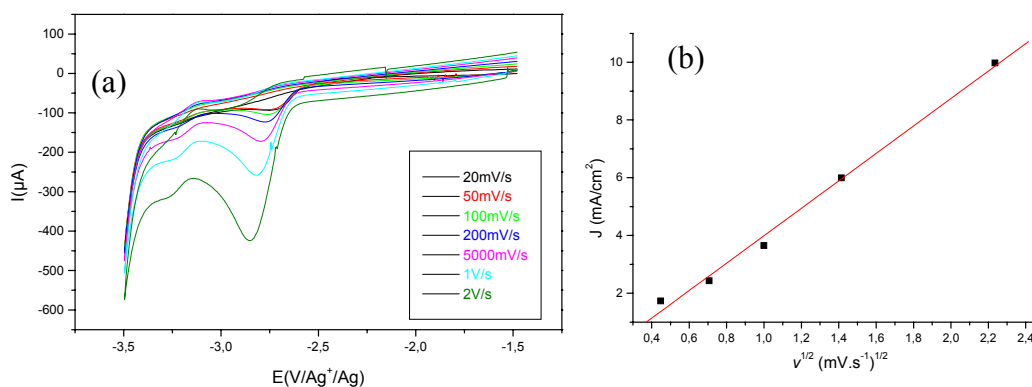 (a)
100
0
-100
-200
-300
-400
-500
-600
I(µA)
-3,5
-3,0
-2,5
-2,0
-1,5
E(V/Ag⁺/Ag)
20mV/s
50mV/s
100mV/s
200mV/s
5000mV/s
1V/s
2V/s
(b)
10
8
6
4
2
J (mA/cm²)
0,4
0,6
0,8
1,0
1,2
1,4
1,6
1,8
2,0
2,2
2,4
v^1/2 (mV.s⁻¹)^1/2